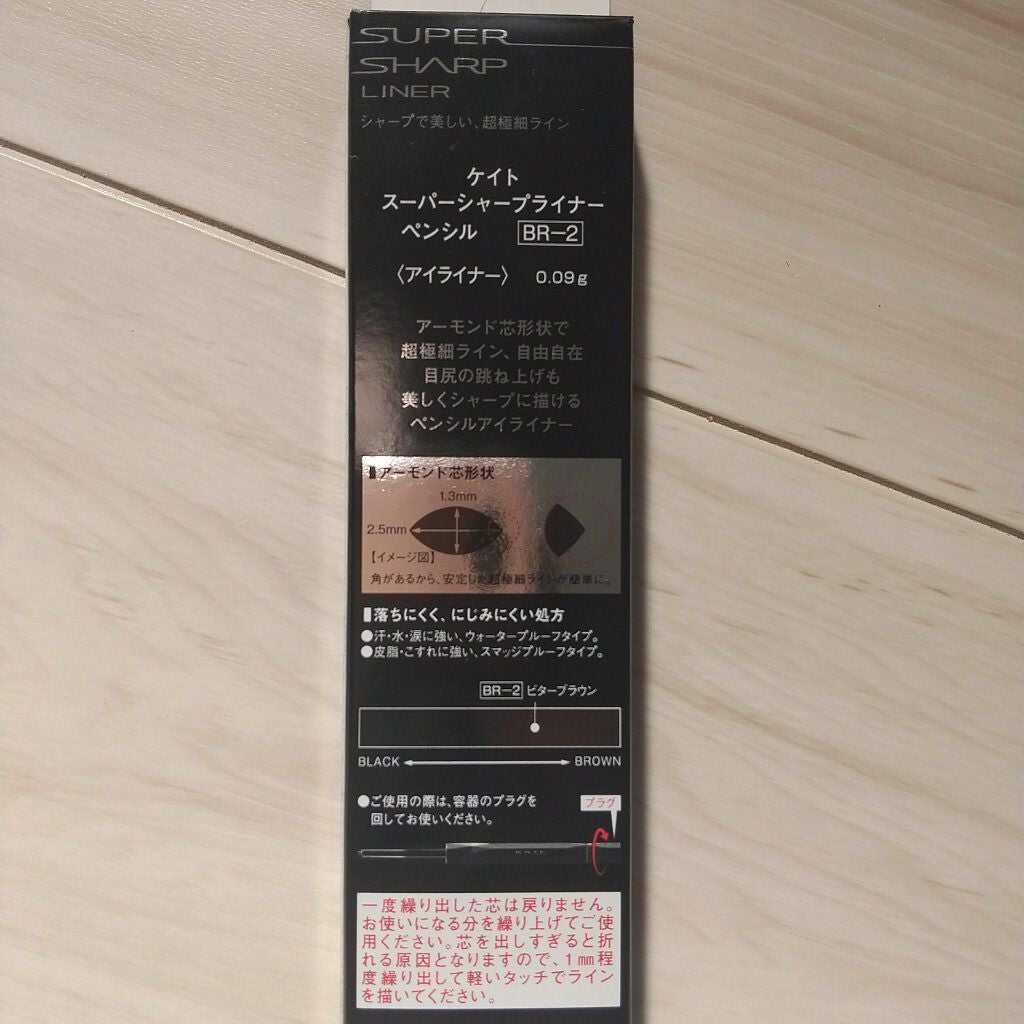 SUPER
SHARP
LINER
シャープで美しい、超極細ライン
ケイト
スーパーシャープライナー
ペンシル BR-2
〈アイライナー〉 0.09g
アーモンド芯形状で
超極細ライン、自由自在
目尻の跳ね上げも
美しくシャープに描ける
ペンシルアイライナー
アーモンド芯形状
1.3mm
2.5mm
【イメージ図】
角があるから、安定した超極細ラインが簡単に。
落ちにくく、にじみにくい処方
●汗・水・涙に強い、ウォータープルーフタイプ。
●皮脂・こすれに強い、スマッジプルーフタイプ。
BR-2 ビターブラウン
BLACK BROWN
●ご使用の際は、容器のプラグを
回してお使いください。
プラグ
KATE
一度繰り出した芯は戻りません。
お使いになる分を繰り上げてご使
用ください。芯を出しすぎると折
れる原因となりますので、1mm程
度繰り出して軽いタッチでライン
を描いてください。